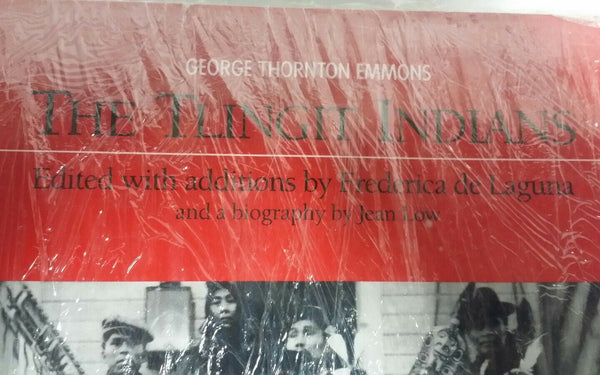 GEORGE THORNTON EMMONS
THE TLINGIT INDIANS
Edited with additions by Frederica de Laguna
and a biography by Jean Low